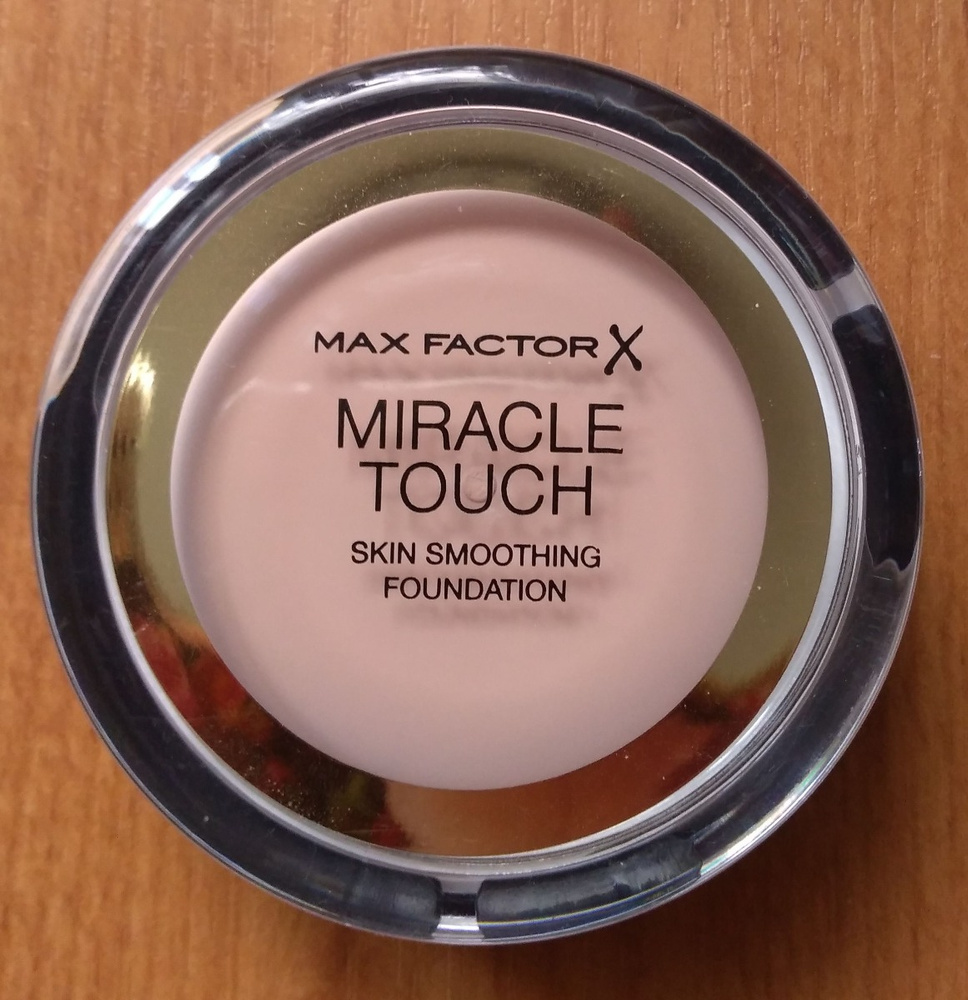 MAX FACTOR X
MIRACLE
TOUCH
SKIN SMOOTHING
FOUNDATION